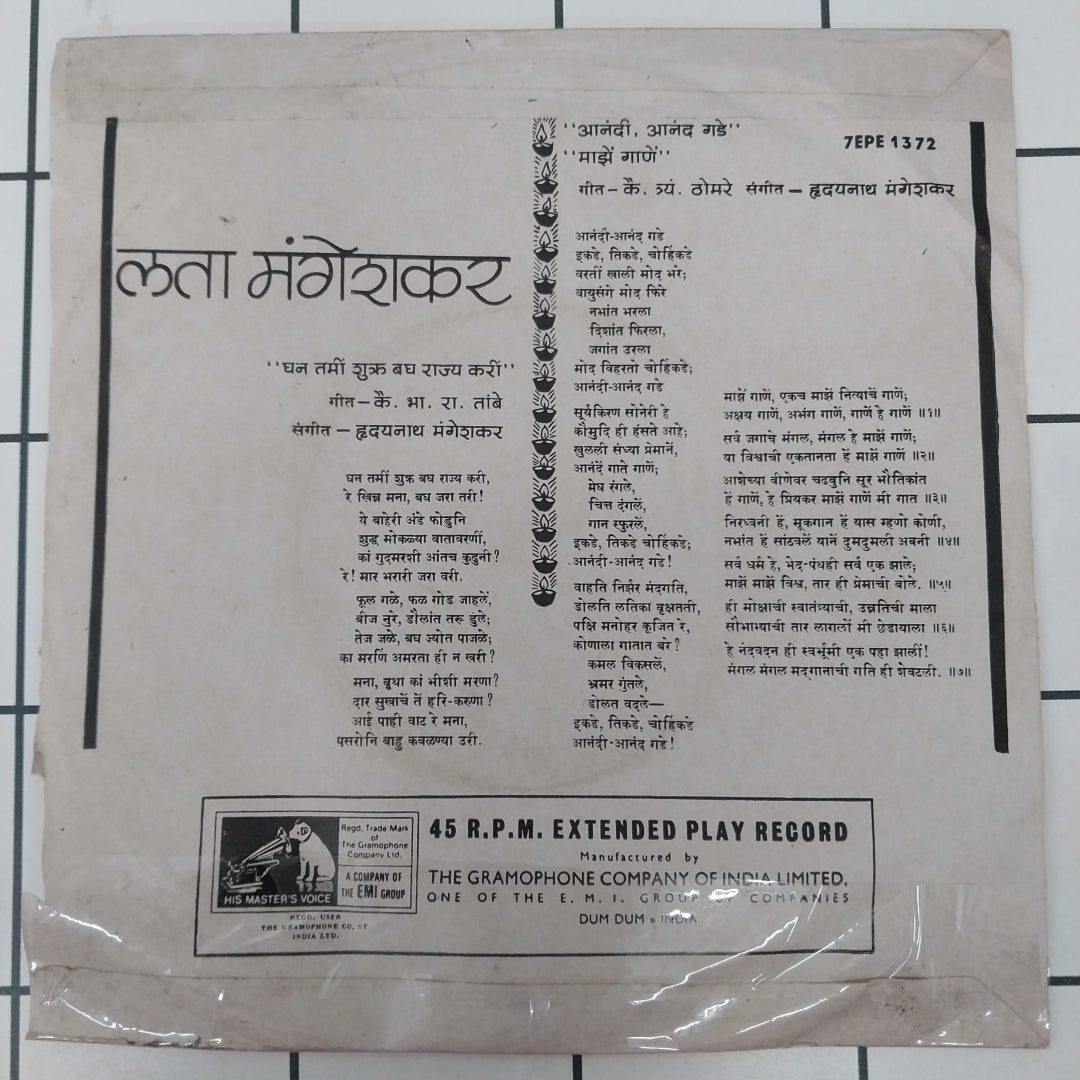 लता मंगेशकर
"घन तमीं शुक्र बघ राज्य करीं"
गीत – कै. भा. रा. तांबे
संगीत – हृदयनाथ मंगेशकर
घन तमीं शुक्र बघ राज्य करी,
रे खिन्न मना, बघ जरा तरी!
ये बाहेरी अंडे फोडुनि
शुद्ध मोकळ्या वातावरणीं,
कां गुदमरशी आंतच कुढुनी?
रे! मार भरारी जरा वरी.
फूल गळे, फळ गोड जाहलें,
बीज नुरे, डौलांत तरू डुले;
तेज जळे, बघ ज्योत पाजळे;
का मरणिं अमरता ही न खरी?
मना, वृथा कां भीशी मरणा?
दार सुखाचें तें हरि-करुणा?
आई पाही वाट रे मना,
पसरोनि बाहु कवळण्या उरी.
"आनंदी, आनंद गडे"
"माझें गाणें"
7EPE 1372
गीत – कै. त्र्यं. ठोमरे संगीत – हृदयनाथ मंगेशकर
आनंदी-आनंद गडे
इकडे, तिकडे, चोहिंकडे
वरतीं खाली मोद भरे;
वायुसंगे मोद फिरे
नभांत भरला
दिशांत फिरला,
जगांत उरला
मोद विहरतो चोहिंकडे;
आनंदी-आनंद गडे
सूर्यकिरण सोनेरी हे
कौमुदि ही हंसते आहे;
खुलली संध्या प्रेमानें,
आनंदें गाते गाणें;
मेघ रंगले,
चित्त दंगलें,
गान स्फुरलें,
इकडे, तिकडे चोहिंकडे;
आनंदी-आनंद गडे!
वाहति निर्झर मंदगति,
डोलति लतिका वृक्षतती,
पक्षि मनोहर कूजित रे,
कोणाला गातात बरे?
कमल विकसलें,
भ्रमर गुंतले,
डोलत वदले—
इकडे, तिकडे, चोहिंकडे
आनंदी-आनंद गडे!
माझें गाणें, एकच माझें नित्याचें गाणें;
अक्षय गाणें, अभंग गाणें, गाणें हे गाणें ॥१॥
सर्व जगाचे मंगल, मंगल हे माझें गाणें;
या विश्वाची एकतानता हें माझें गाणें ॥२॥
आशेच्या वीणेवर चढवुनि सूर भौतिकांत
हें गाणें, हे प्रियकर माझें गाणें मी गात ॥३॥
निरध्वनी हें, मूकगान हें यास म्हणो कोणी,
नभांत हें सांठवलें यानें दुमदुमली अवनी ॥४॥
सर्व धर्म हे, भेद-पंथही सर्व एक झाले;
माझें माझें विश्व, तार ही प्रेमाची बोले. ॥५॥
ही मोक्षाची स्वातंत्र्याची, उन्नतिची माला
सौभाग्याची तार लागलों मी छेडायाला ॥६॥
हे नंदवदन ही स्वर्भूमी एक पहा झालीं!
मंगल मंगल मद्गानाची गति ही शेवटली. ॥७॥
HIS MASTER'S VOICE
Regd. Trade Mark
of
The Gramophone
Company Ltd.
A COMPANY OF
THE EMI GROUP
REGD. USER
THE GRAMOPHONE CO. OF
INDIA LTD.
45 R.P.M. EXTENDED PLAY RECORD
Manufactured by
THE GRAMOPHONE COMPANY OF INDIA LIMITED,
ONE OF THE E. M. I. GROUP OF COMPANIES
DUM DUM • INDIA